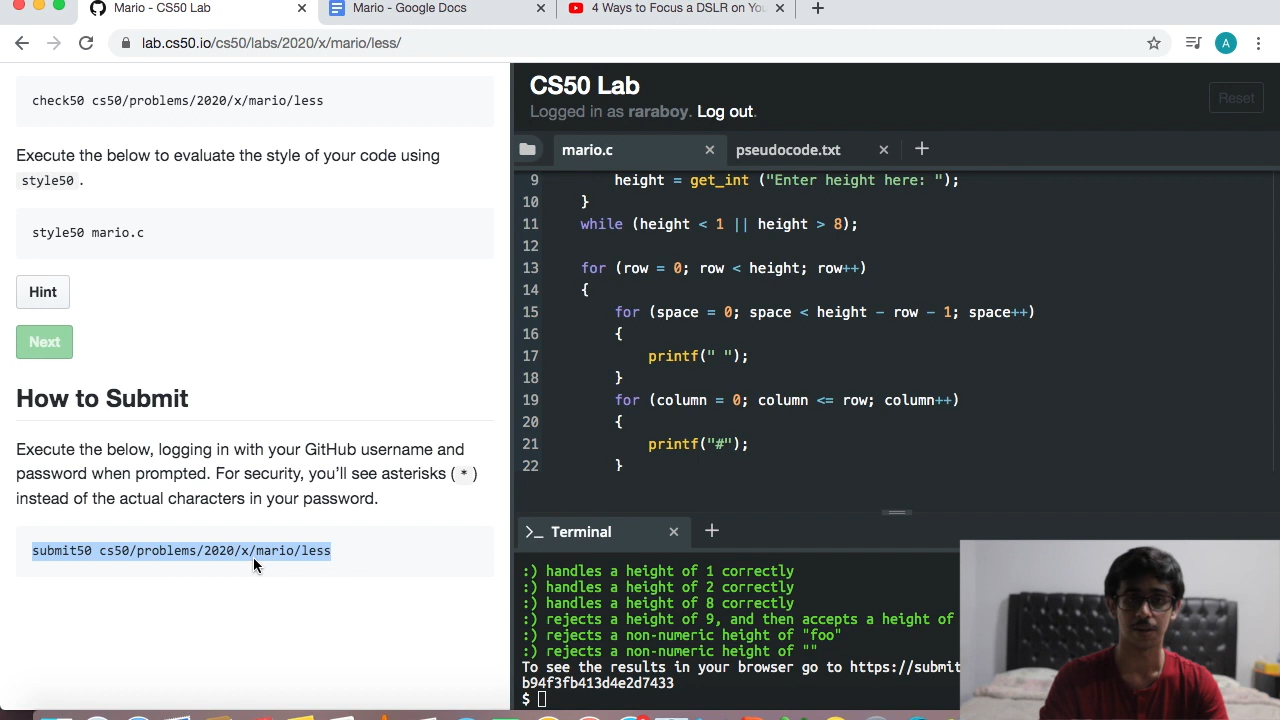 Mario - CS50 Lab
Mario - Google Docs
4 Ways to Focus a DSLR on You
lab.cs50.io/cs50/labs/2020/x/mario/less/
A
check50 cs50/problems/2020/x/mario/less
Execute the below to evaluate the style of your code using
style50 .
style50 mario.c
Hint
Next
How to Submit
Execute the below, logging in with your GitHub username and
password when prompted. For security, you’ll see asterisks ( * )
instead of the actual characters in your password.
submit50 cs50/problems/2020/x/mario/less
CS50 Lab
Logged in as raraboy. Log out.
Reset
mario.c
pseudocode.txt
9 height = get_int ("Enter height here: ");
10 }
11 while (height < 1 || height > 8);
12
13 for (row = 0; row < height; row++)
14 {
15 for (space = 0; space < height - row - 1; space++)
16 {
17 printf(" ");
18 }
19 for (column = 0; column <= row; column++)
20 {
21 printf("#");
22 }
>_ Terminal
:) handles a height of 1 correctly
:) handles a height of 2 correctly
:) handles a height of 8 correctly
:) rejects a height of 9, and then accepts a height of
:) rejects a non-numeric height of "foo"
:) rejects a non-numeric height of ""
To see the results in your browser go to https://submit
b94f3fb413d4e2d7433
$